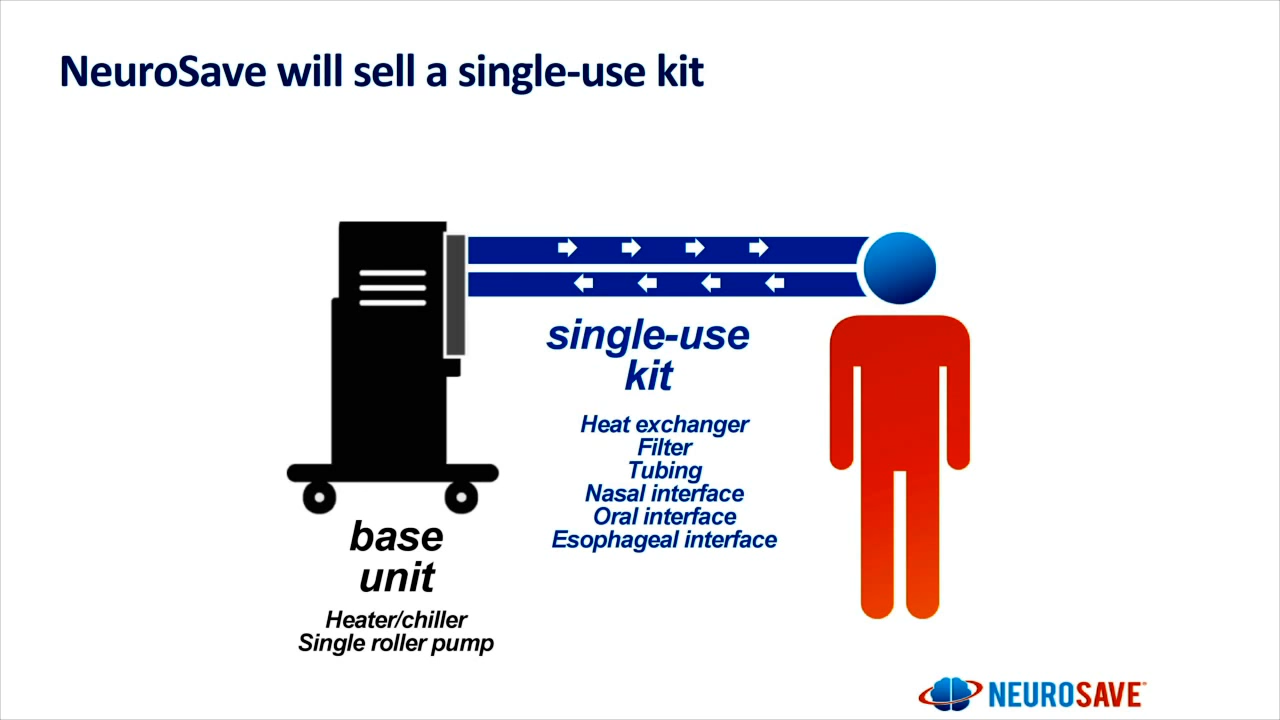 NeuroSave will sell a single-use kit
single-use
kit
Heat exchanger
Filter
Tubing
Nasal interface
Oral interface
Esophageal interface
base
unit
Heater/chiller
Single roller pump
NEUROSAVE